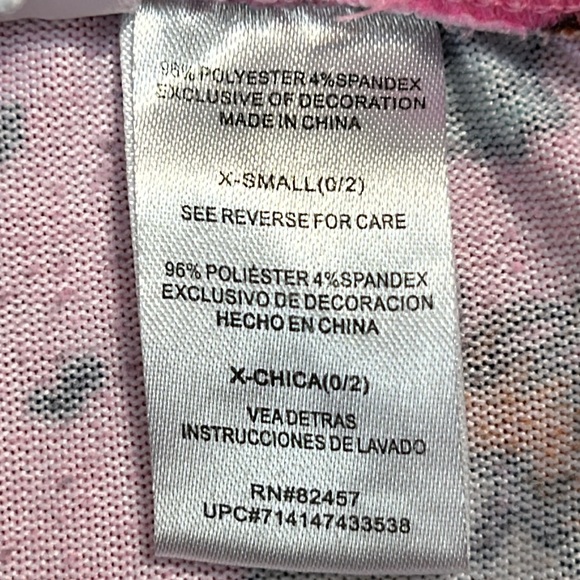 96% POLYESTER 4%SPANDEX
EXCLUSIVE OF DECORATION
MADE IN CHINA
X-SMALL(0/2)
SEE REVERSE FOR CARE
96% POLIÉSTER 4%SPANDEX
EXCLUSIVO DE DECORACION
HECHO EN CHINA
X-CHICA(0/2)
VEA DETRAS
INSTRUCCIONES DE LAVADO
RN#82457
UPC#714147433538